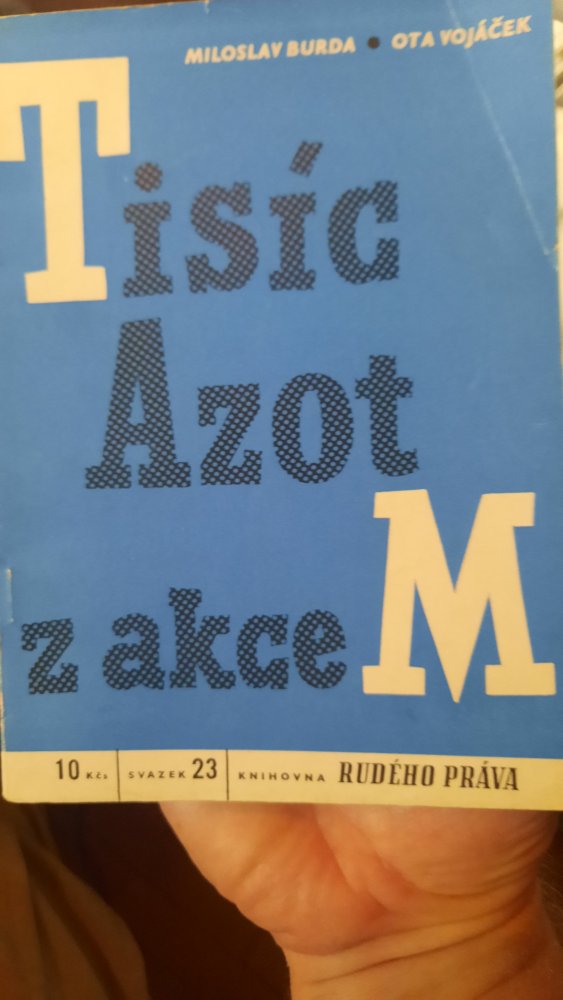 MILOSLAV BURDA • OTA VOJÁČEK
Tisíc
Azot
z akce M
10 Kčs SVAZEK 23 KNIHOVNA RUDÉHO PRÁVA